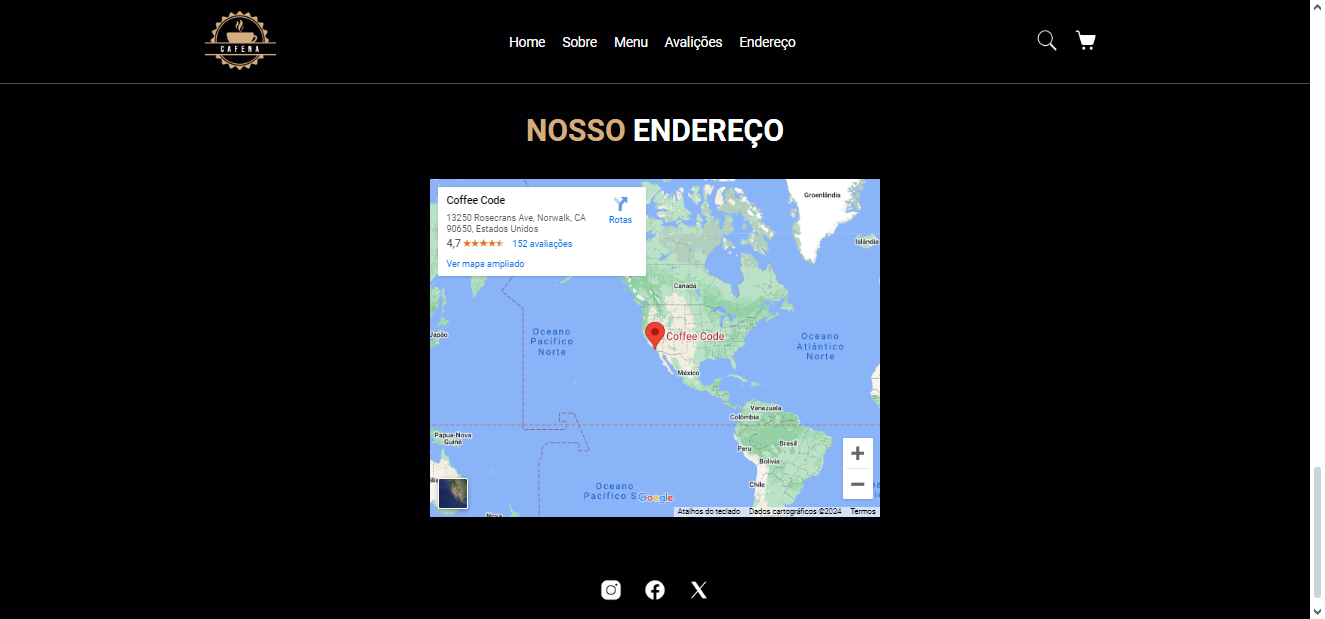 CAFENA
Home Sobre Menu Avalições Endereço
NOSSO ENDEREÇO
Coffee Code
13250 Rosecrans Ave, Norwalk, CA
90650, Estados Unidos
4,7 152 avaliações
Ver mapa ampliado
Rotas
Groenlândia
Islândia
Canadá
Japão
Oceano
Pacífico
Norte
Coffee Code
Oceano
Atlântico
Norte
México
Venezuela
Colômbia
Papua-Nova
Guiné
Peru
Brasil
Bolívia
Chile
Oceano
Pacífico S
Google
Atalhos do teclado Dados cartográficos ©2024 Termos